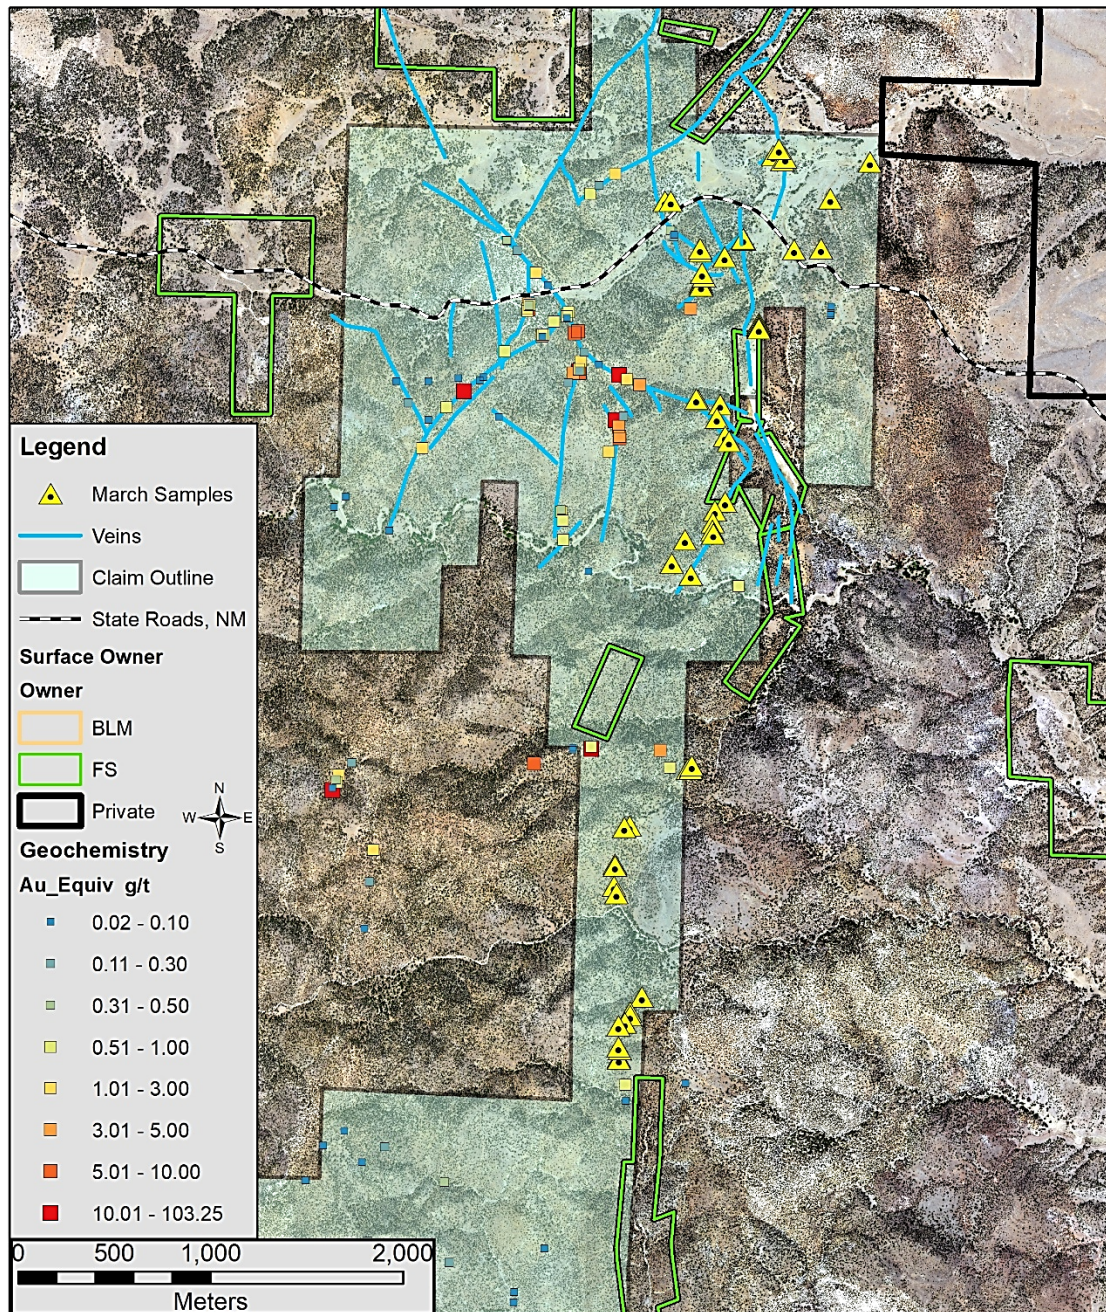 Legend
March Samples
Veins
Claim Outline
State Roads, NM
Surface Owner
Owner
BLM
FS
Private
N
W E
S
Geochemistry
Au_Equiv g/t
0.02 - 0.10
0.11 - 0.30
0.31 - 0.50
0.51 - 1.00
1.01 - 3.00
3.01 - 5.00
5.01 - 10.00
10.01 - 103.25
0 500 1,000 2,000
Meters